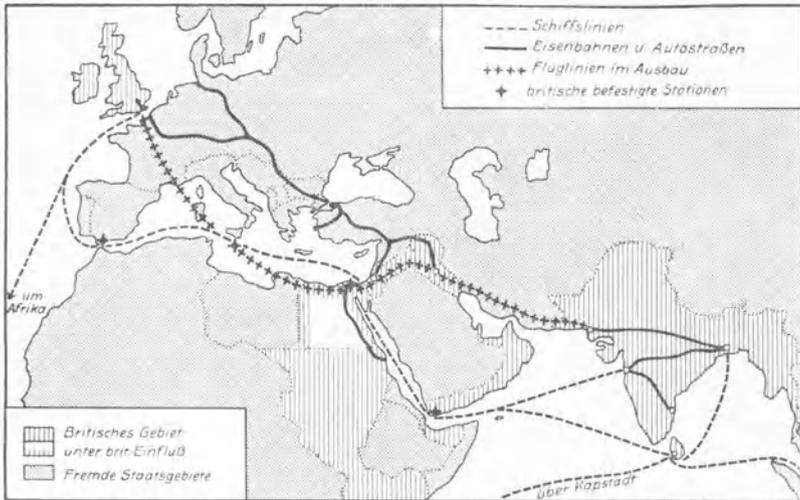 Schiffslinien
Eisenbahnen u. Autostraßen
Fluglinien im Ausbau
britische befestigte Stationen
um
Afrika
Britisches Gebiet
unter brit. Einfluß
Fremde Staatsgebiete
über Kapstadt